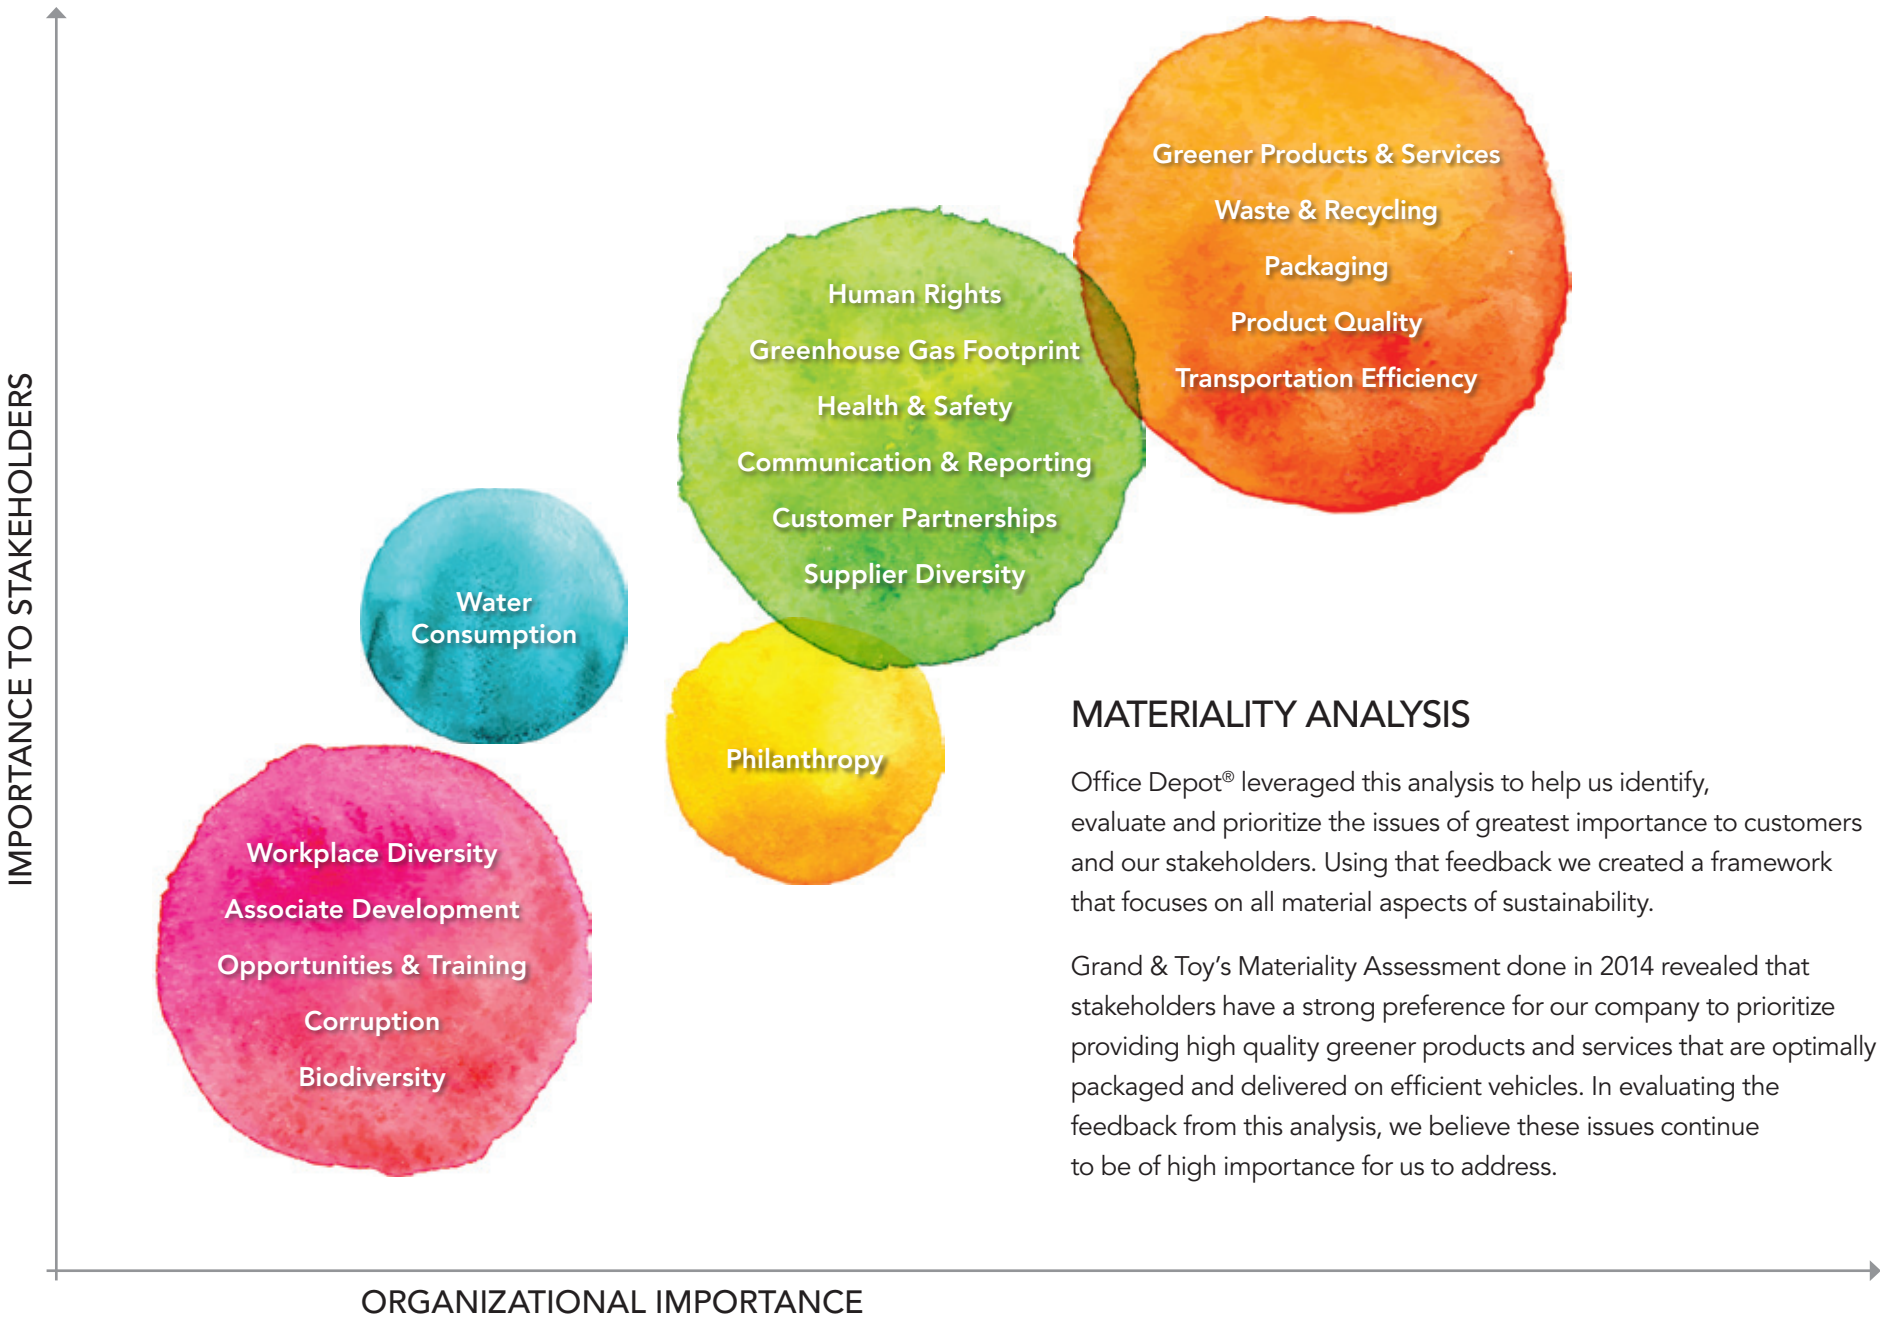 IMPORTANCE TO STAKEHOLDERS
Greener Products & Services
Waste & Recycling
Packaging
Product Quality
Transportation Efficiency
Human Rights
Greenhouse Gas Footprint
Health & Safety
Communication & Reporting
Customer Partnerships
Supplier Diversity
Water
Consumption
Philanthropy
Workplace Diversity
Associate Development
Opportunities & Training
Corruption
Biodiversity
MATERIALITY ANALYSIS
Office Depot® leveraged this analysis to help us identify,
evaluate and prioritize the issues of greatest importance to customers
and our stakeholders. Using that feedback we created a framework
that focuses on all material aspects of sustainability.
Grand & Toy’s Materiality Assessment done in 2014 revealed that
stakeholders have a strong preference for our company to prioritize
providing high quality greener products and services that are optimally
packaged and delivered on efficient vehicles. In evaluating the
feedback from this analysis, we believe these issues continue
to be of high importance for us to address.
ORGANIZATIONAL IMPORTANCE